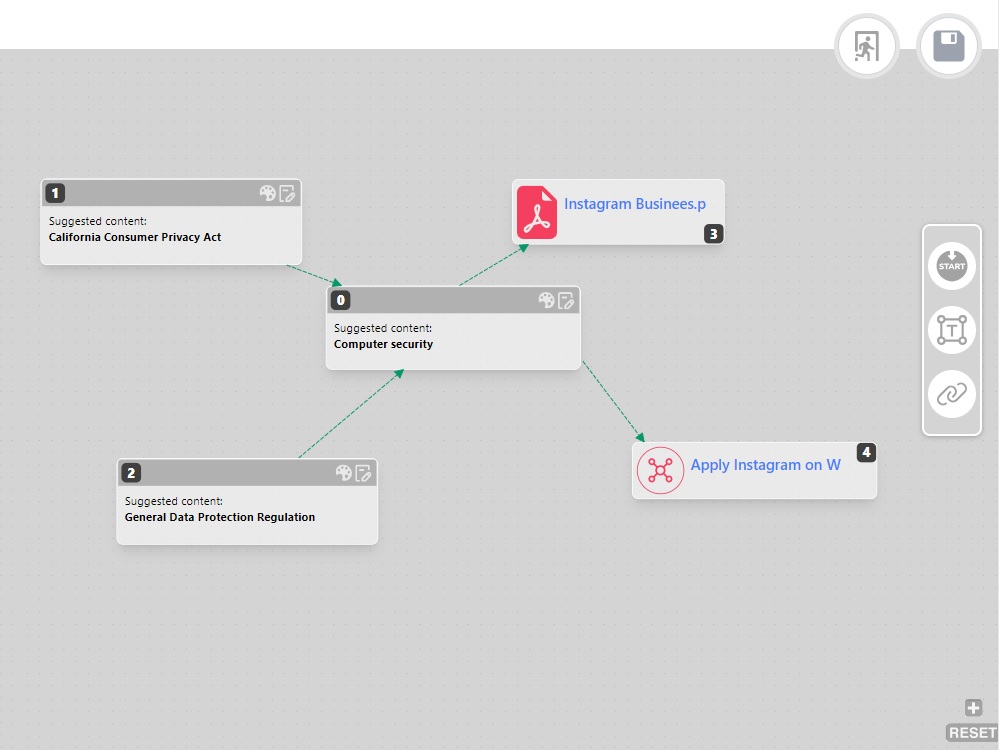 1
Suggested content:
California Consumer Privacy Act
Instagram Businees.p
3
0
Suggested content:
Computer security
START
T
2
Suggested content:
General Data Protection Regulation
Apply Instagram on W
4
RESET